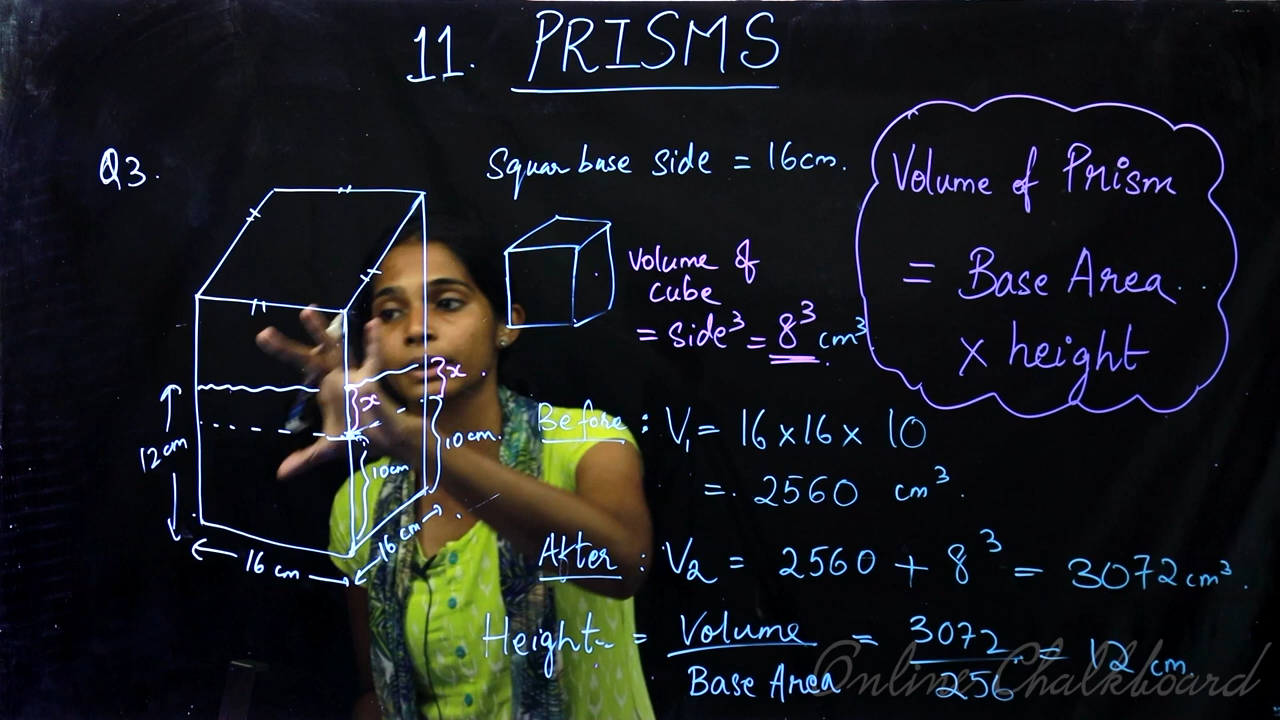 11. PRISMS
Q3.
Squar base side = 16cm.
Volume of
cube
= side³ = 8³ cm³
Volume of Prism
= Base Area
x height
x
x
12cm
10cm
10cm.
16 cm
16 cm
Before : V₁ = 16 x 16 x 10
= 2560 cm³.
After : V₂ = 2560 + 8³ = 3072 cm³.
Height = Volume / Base Area = 3072 / 256 = 12 cm
Online Chalkboard